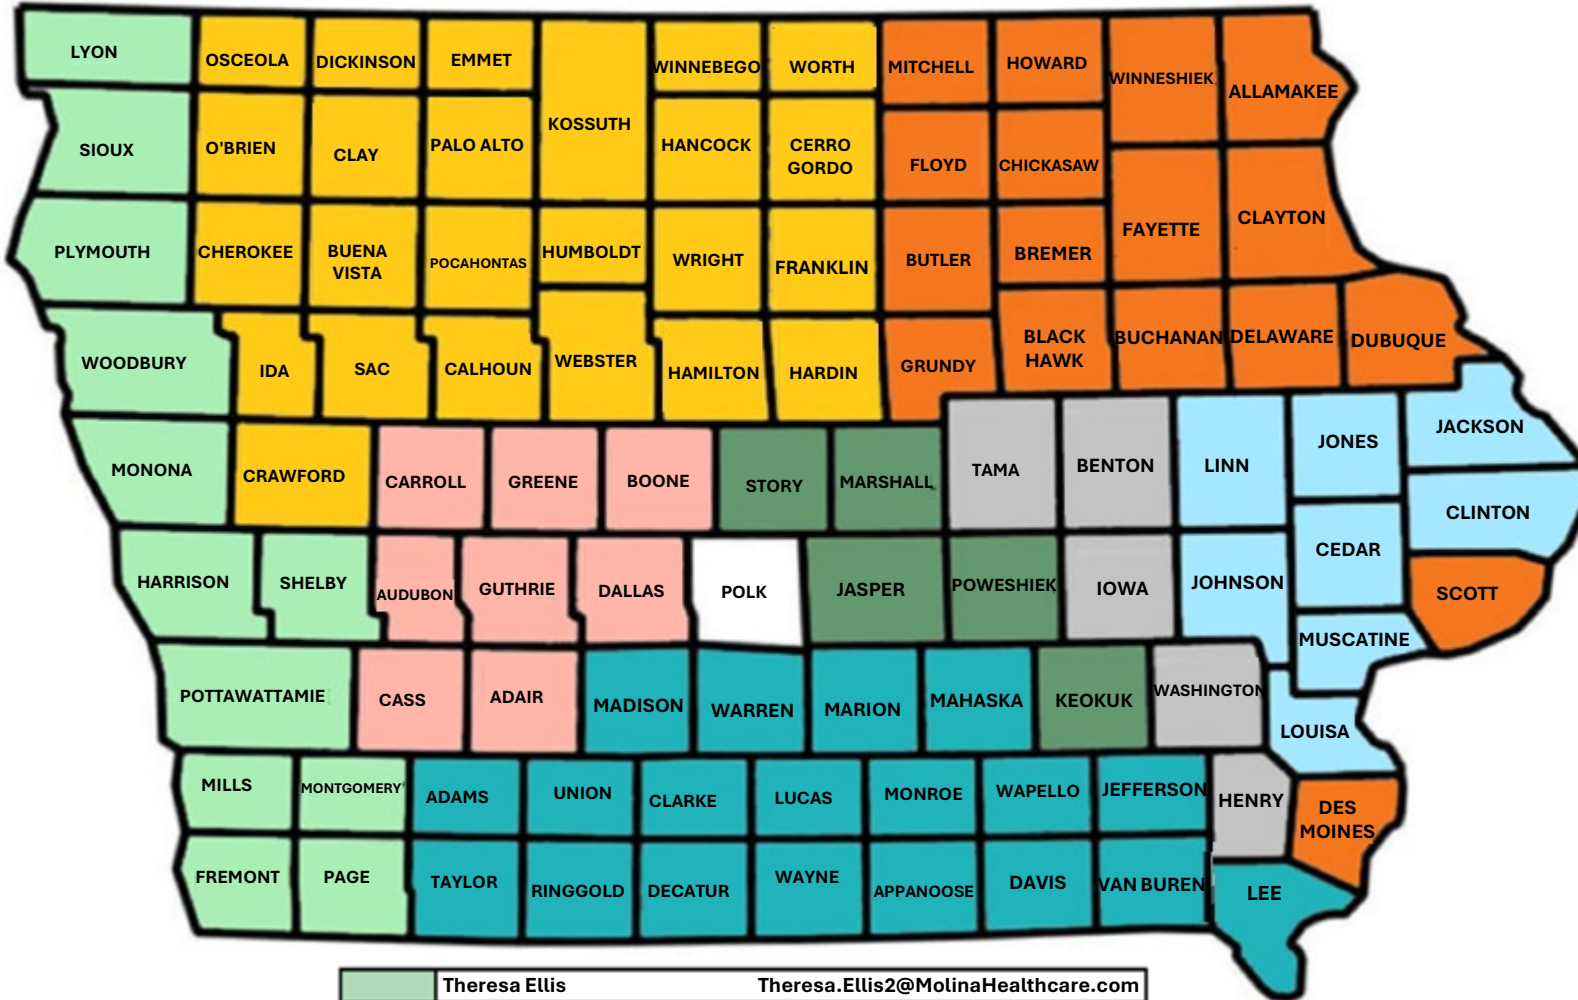 LYON
OSCEOLA
DICKINSON
EMMET
KOSSUTH
WINNEBEGO
WORTH
MITCHELL
HOWARD
WINNESHIEK
ALLAMAKEE
SIOUX
O'BRIEN
CLAY
PALO ALTO
HANCOCK
CERRO
GORDO
FLOYD
CHICKASAW
FAYETTE
CLAYTON
PLYMOUTH
CHEROKEE
BUENA
VISTA
POCAHONTAS
HUMBOLDT
WRIGHT
FRANKLIN
BUTLER
BREMER
WOODBURY
IDA
SAC
CALHOUN
WEBSTER
HAMILTON
HARDIN
GRUNDY
BLACK
HAWK
BUCHANAN
DELAWARE
DUBUQUE
MONONA
CRAWFORD
CARROLL
GREENE
BOONE
STORY
MARSHALL
TAMA
BENTON
LINN
JONES
JACKSON
CLINTON
HARRISON
SHELBY
AUDUBON
GUTHRIE
DALLAS
POLK
JASPER
POWESHIEK
IOWA
JOHNSON
CEDAR
SCOTT
MUSCATINE
POTTAWATTAMIE
CASS
ADAIR
MADISON
WARREN
MARION
MAHASKA
KEOKUK
WASHINGTON
LOUISA
MILLS
MONTGOMERY'
ADAMS
UNION
CLARKE
LUCAS
MONROE
WAPELLO
JEFFERSON
HENRY
DES
MOINES
FREMONT
PAGE
TAYLOR
RINGGOLD
DECATUR
WAYNE
APPANOOSE
DAVIS
VAN BUREN
LEE
Theresa Ellis Theresa.Ellis2@MolinaHealthcare.com